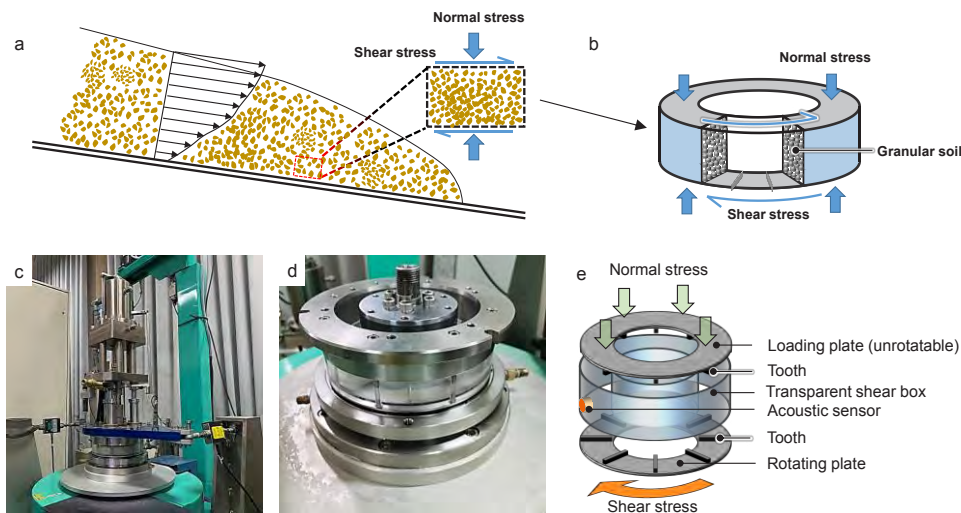 a
Normal stress
Shear stress
b
Normal stress
Granular soil
Shear stress
c
d
e
Normal stress
Loading plate (unrotatable)
Tooth
Transparent shear box
Acoustic sensor
Tooth
Rotating plate
Shear stress